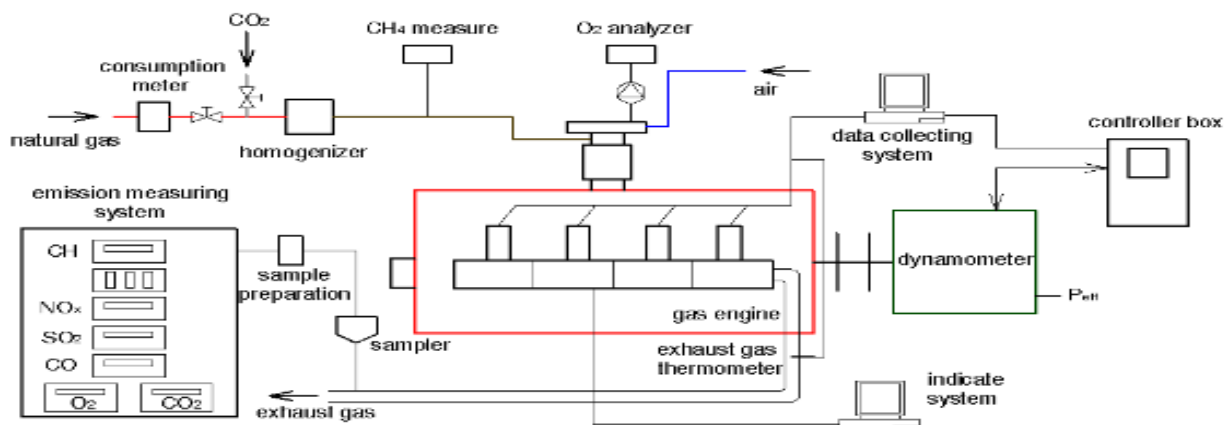 CO₂
CH₄ measure
O₂ analyzer
consumption
meter
air
natural gas
homogenizer
data collecting
system
controller box
emission measuring
system
CH
NOₓ
SO₂
CO
O₂
CO₂
sample
preparation
sampler
exhaust gas
gas engine
exhaust gas
thermometer
dynamometer
Pₑff
indicate
system